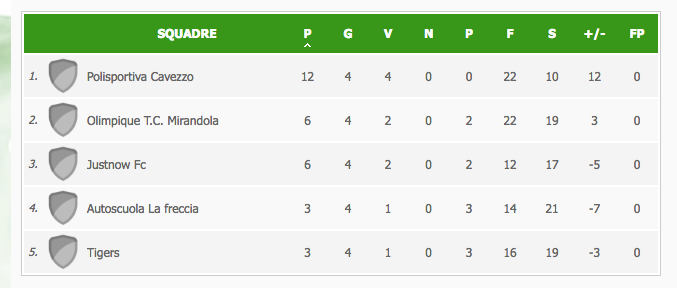 SQUADRE P G V N P F S +/- FP
1. Polisportiva Cavezzo 12 4 4 0 0 22 10 12 0
2. Olimpique T.C. Mirandola 6 4 2 0 2 22 19 3 0
3. Justnow Fc 6 4 2 0 2 12 17 -5 0
4. Autoscuola La freccia 3 4 1 0 3 14 21 -7 0
5. Tigers 3 4 1 0 3 16 19 -3 0